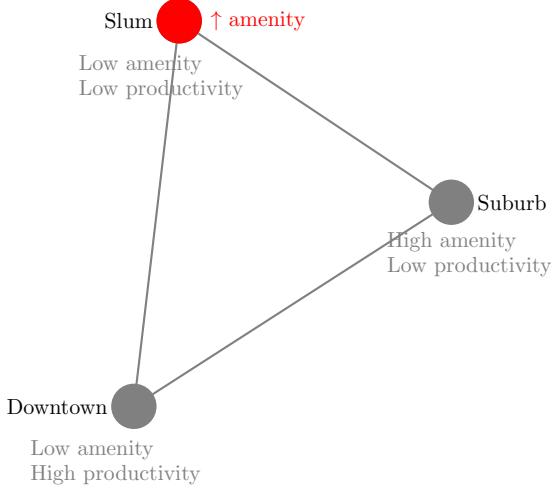 Slum
↑ amenity
Low amenity
Low productivity
Suburb
High amenity
Low productivity
Downtown
Low amenity
High productivity